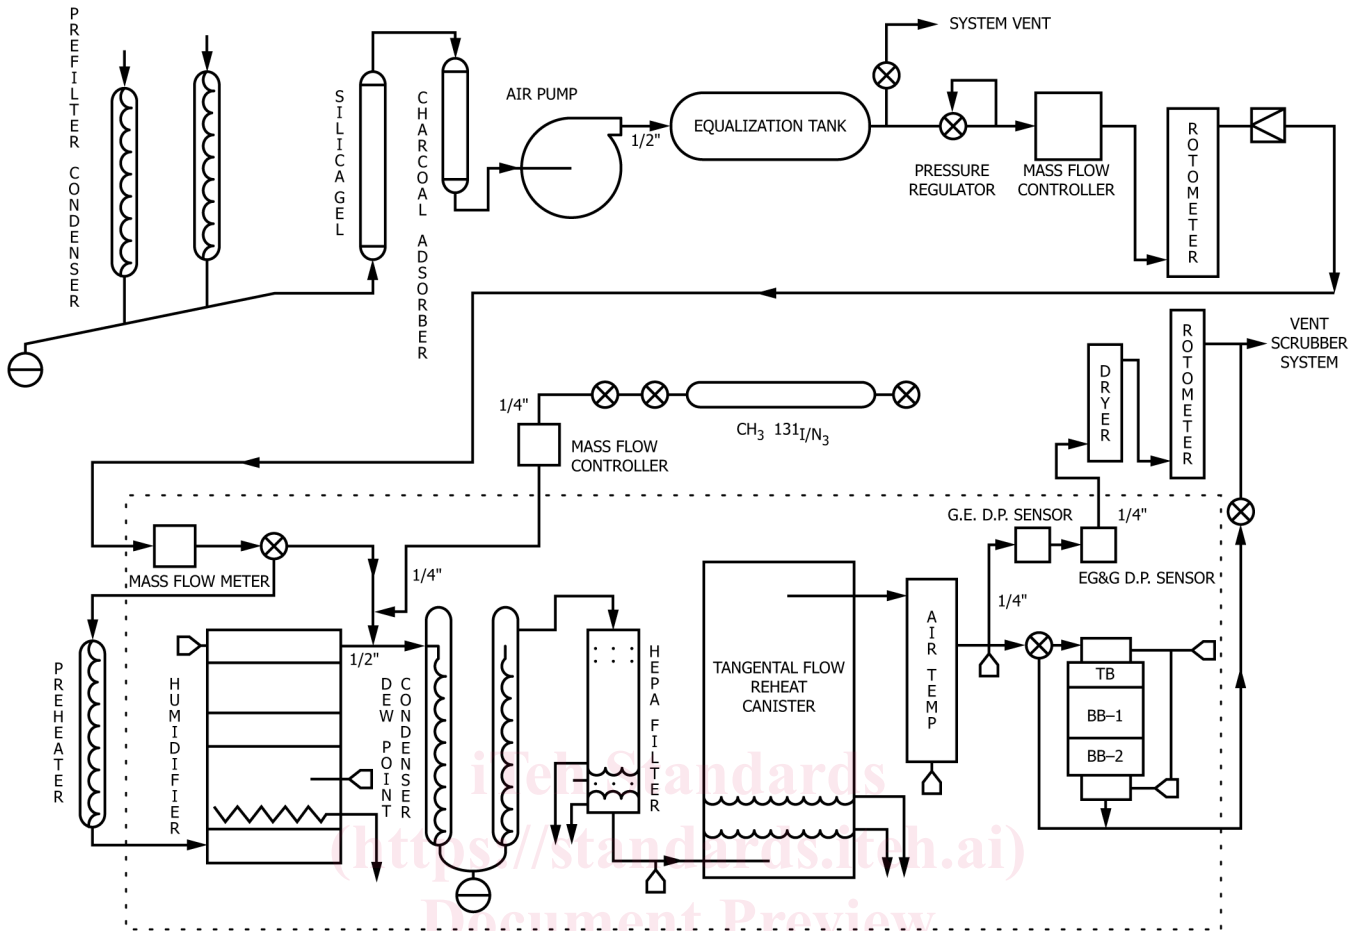 SYSTEM VENT
PREFILTER CONDENSER
SILICA GEL
CHARCOAL ADSORBER
AIR PUMP
1/2"
EQUALIZATION TANK
PRESSURE
REGULATOR
MASS FLOW
CONTROLLER
ROTOMETER
VENT
SCRUBBER
SYSTEM
ROTOMETER
DRYER
1/4"
CH3 131I/N3
MASS FLOW
CONTROLLER
G.E. D.P. SENSOR
1/4"
EG&G D.P. SENSOR
MASS FLOW METER
1/4"
1/4"
1/2"
PREHEATER
HUMIDIFIER
DEW POINT
CONDENSER
HEPA FILTER
TANGENTAL FLOW
REHEAT
CANISTER
AIR TEMP
TB
BB–1
BB–2
iTeh Standards
(https://standards.iteh.ai)
Document Preview